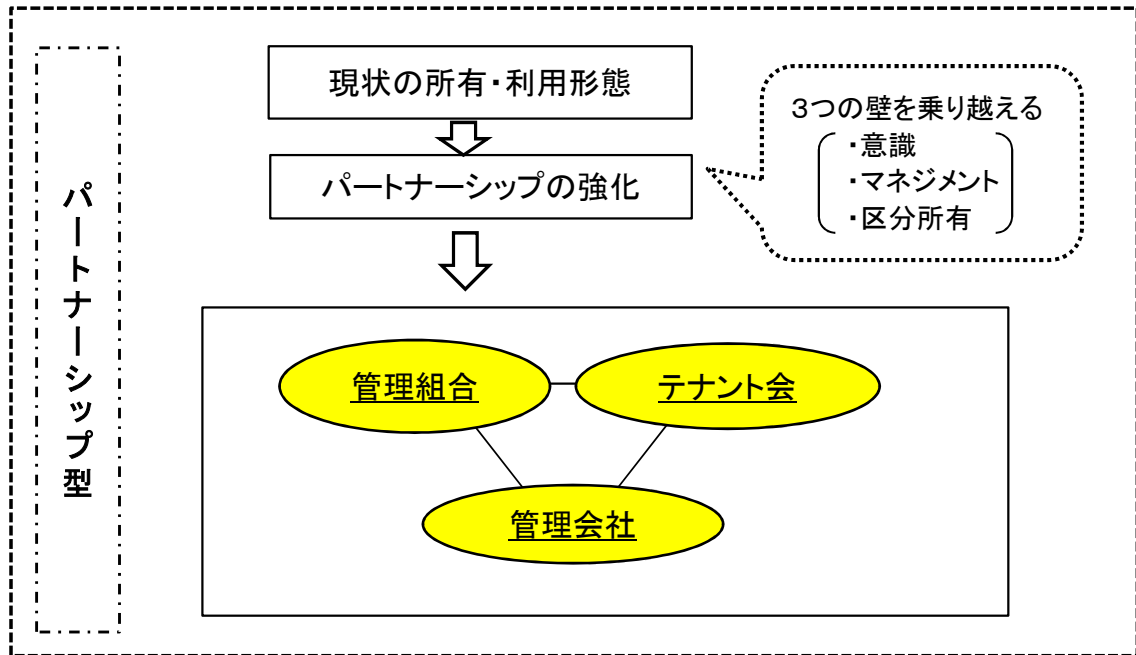 パートナーシップ型
現状の所有・利用形態
パートナーシップの強化
３つの壁を乗り越える
・意識
・マネジメント
・区分所有
管理組合
テナント会
管理会社